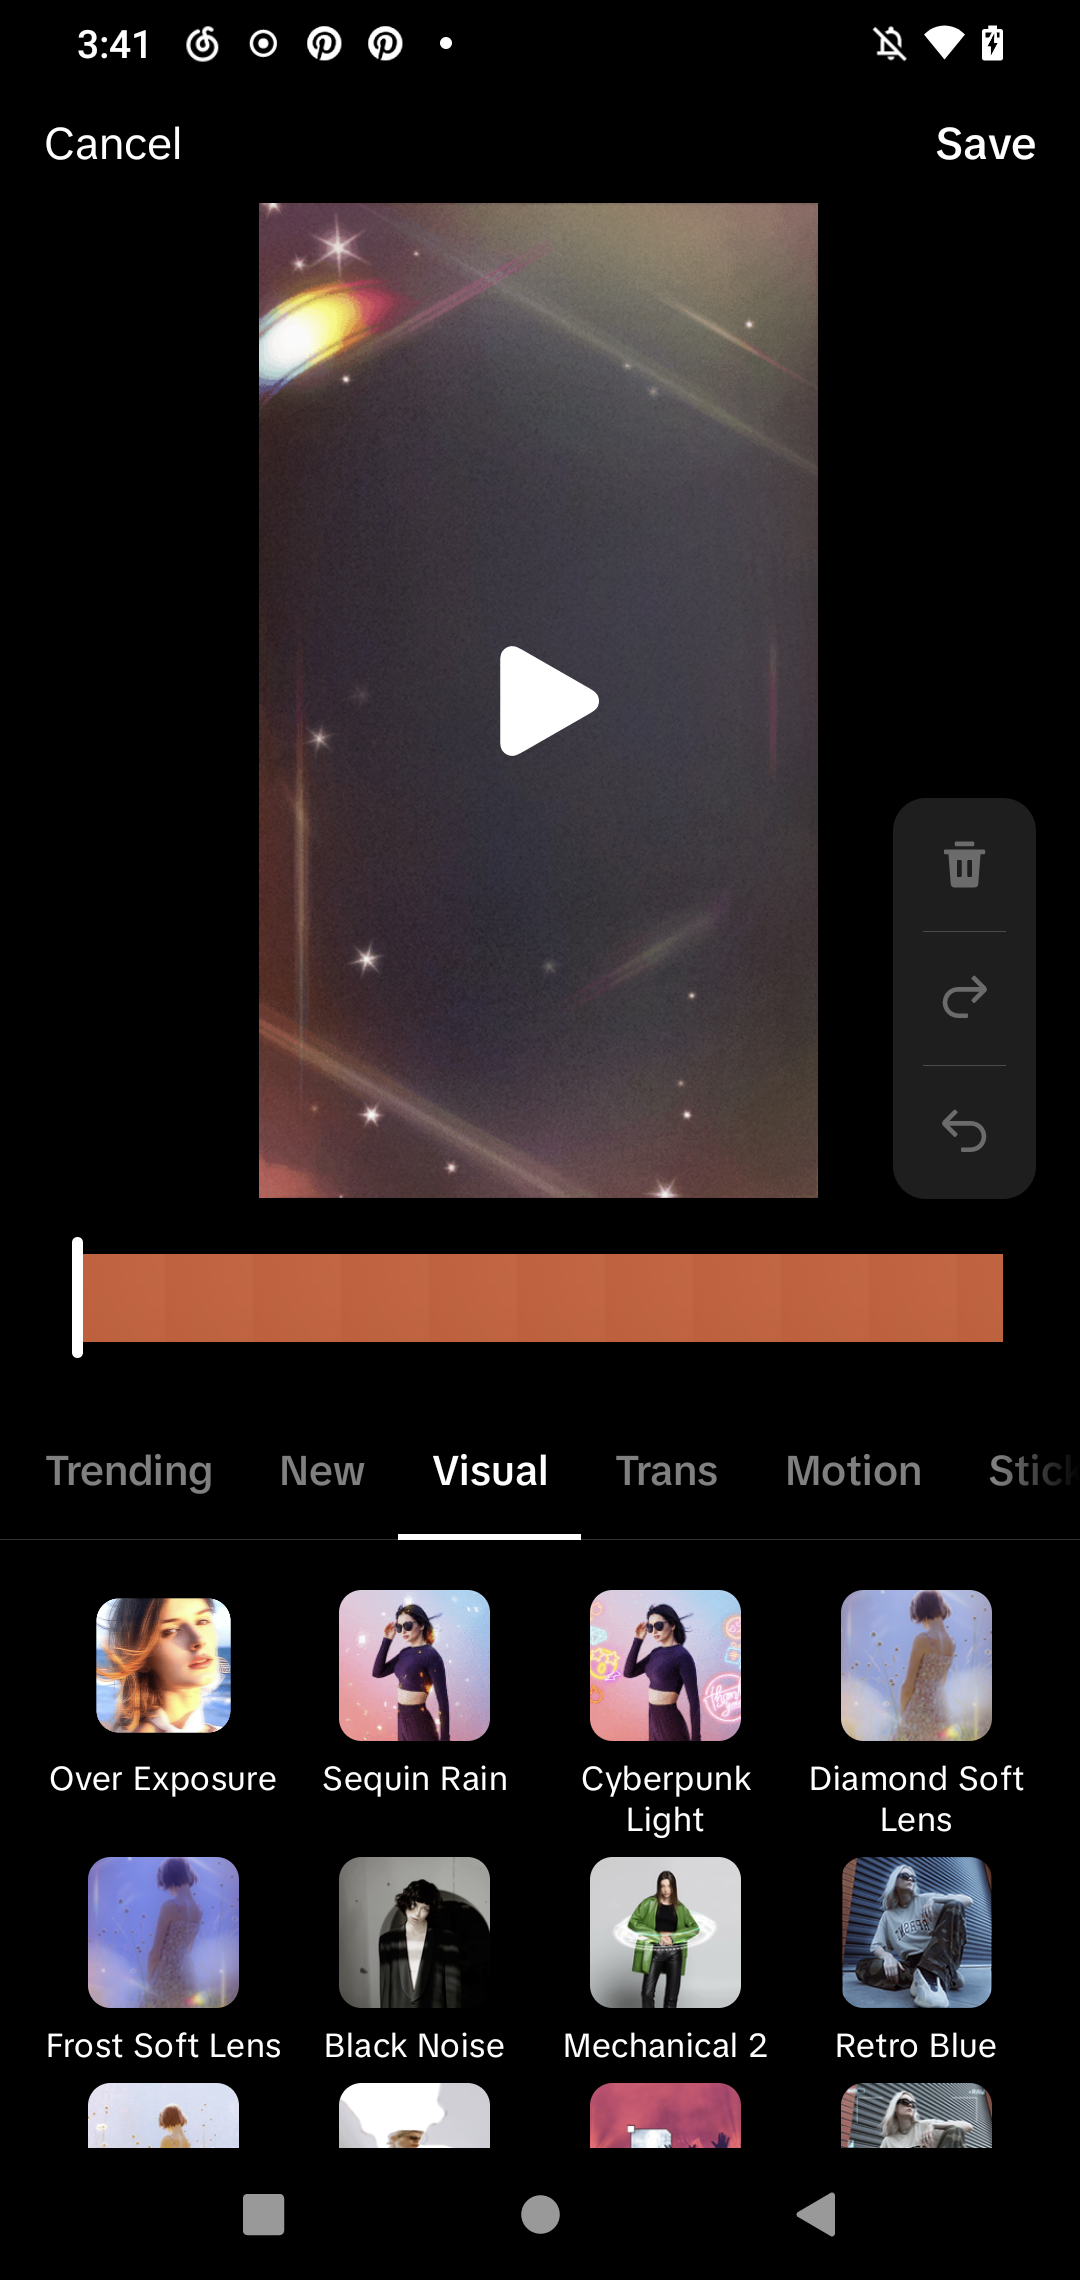 3:41
Cancel
Save
Trending
New
Visual
Trans
Motion
Stick
Over Exposure
Sequin Rain
Cyberpunk
Light
Diamond Soft
Lens
Frost Soft Lens
Black Noise
Mechanical 2
Retro Blue